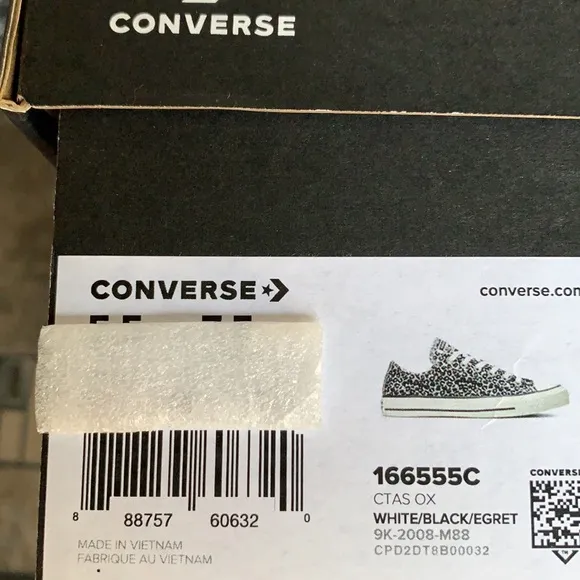 CONVERSE
CONVERSE
converse.com
166555C
CTAS OX
WHITE/BLACK/EGRET
9K-2008-M88
CPD2DT8B00032
CONVERSE
8 88757 60632 0
MADE IN VIETNAM
FABRIQUE AU VIETNAM